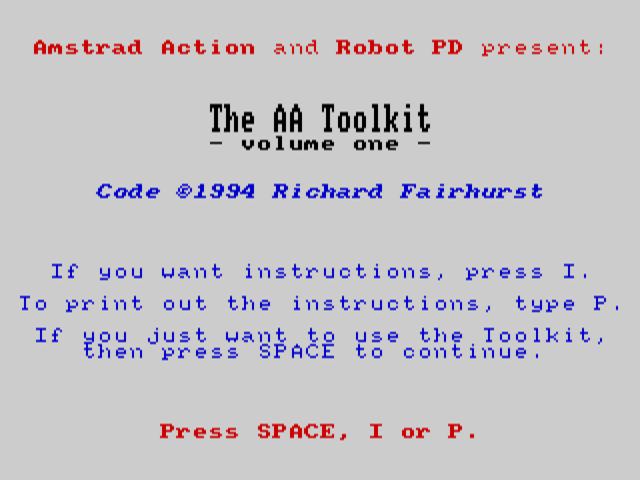 Amstrad Action and Robot PD present:
The AA Toolkit
- volume one -
Code ©1994 Richard Fairhurst
If you want instructions, press I.
To print out the instructions, type P.
If you just want to use the Toolkit,
then press SPACE to continue.
Press SPACE, I or P.